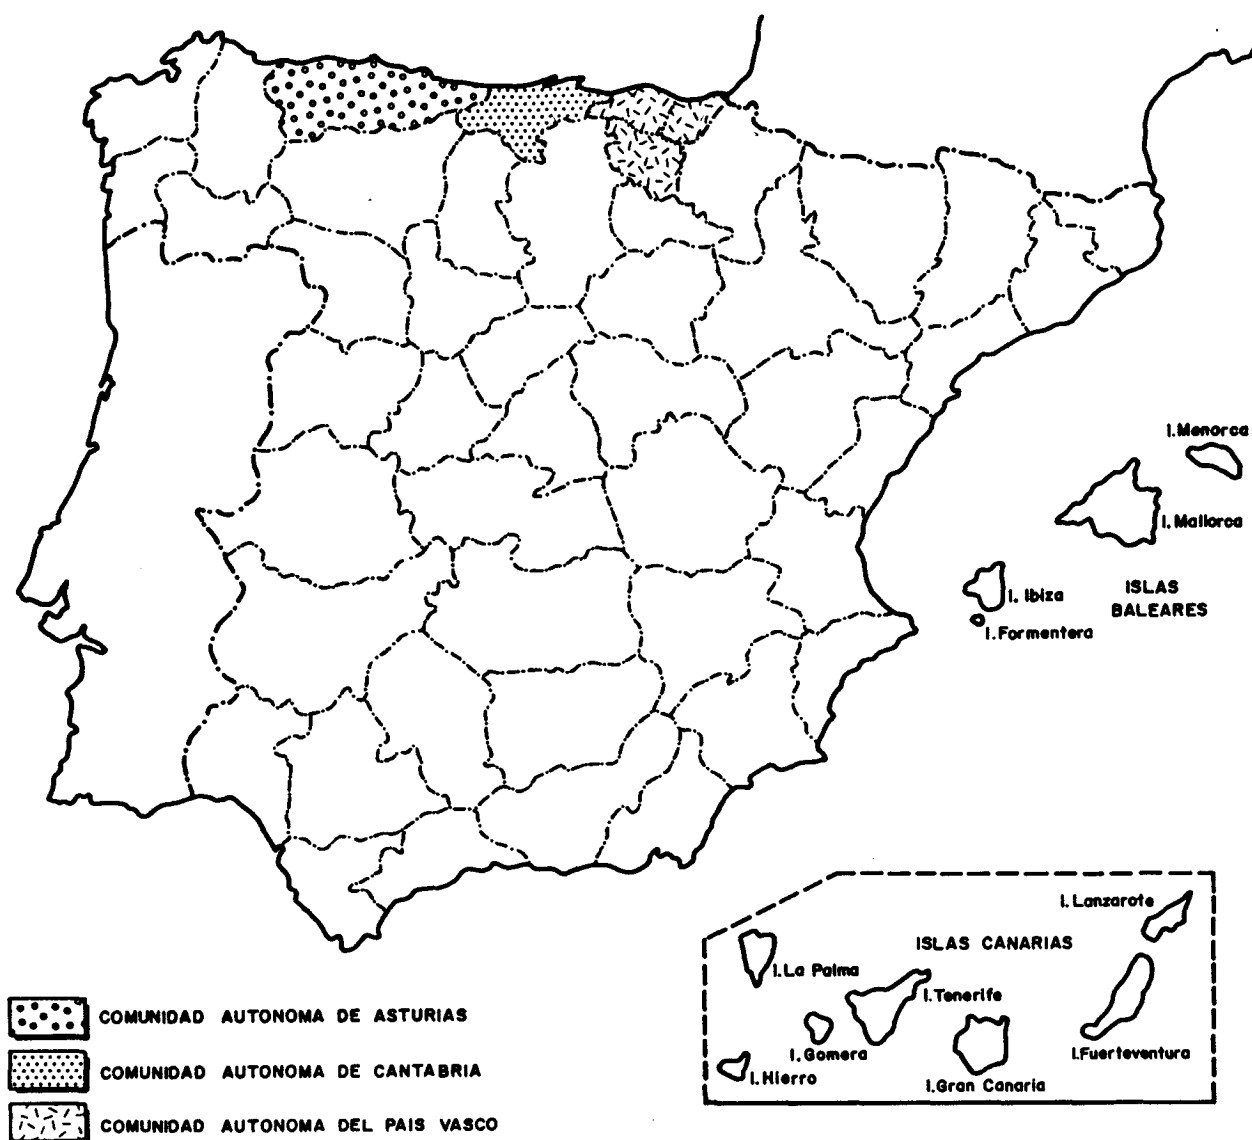 I. Menorca
I. Mallorca
I. Ibiza
ISLAS
BALEARES
I. Formentera
I. Lanzarote
ISLAS CANARIAS
I. La Palma
I. Tenerife
I. Gomera
I. Fuerteventura
I. Hierro
I. Gran Canaria
COMUNIDAD AUTONOMA DE ASTURIAS
COMUNIDAD AUTONOMA DE CANTABRIA
COMUNIDAD AUTONOMA DEL PAIS VASCO